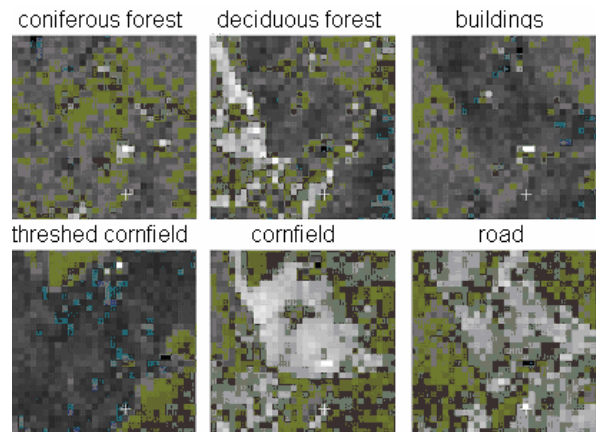 coniferous forest
deciduous forest
buildings
threshed cornfield
cornfield
road